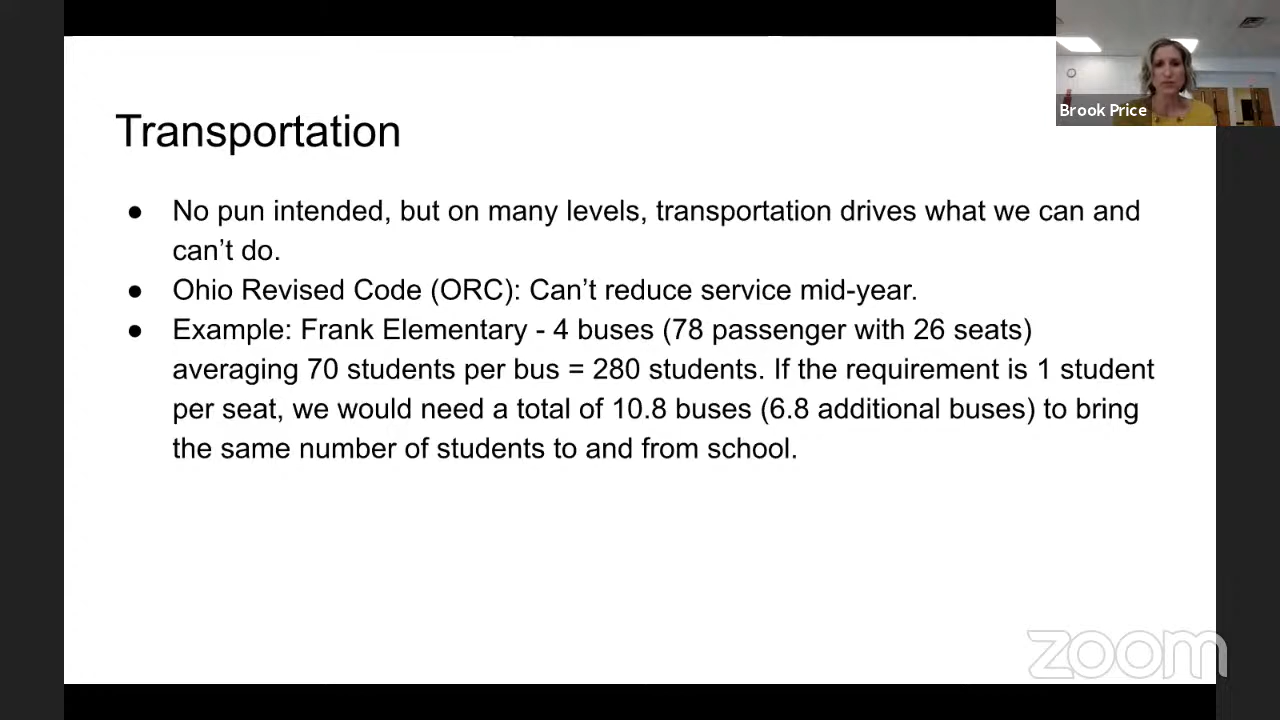 Brook Price
Transportation
● No pun intended, but on many levels, transportation drives what we can and
can’t do.
● Ohio Revised Code (ORC): Can’t reduce service mid-year.
● Example: Frank Elementary - 4 buses (78 passenger with 26 seats)
averaging 70 students per bus = 280 students. If the requirement is 1 student
per seat, we would need a total of 10.8 buses (6.8 additional buses) to bring
the same number of students to and from school.
zoom